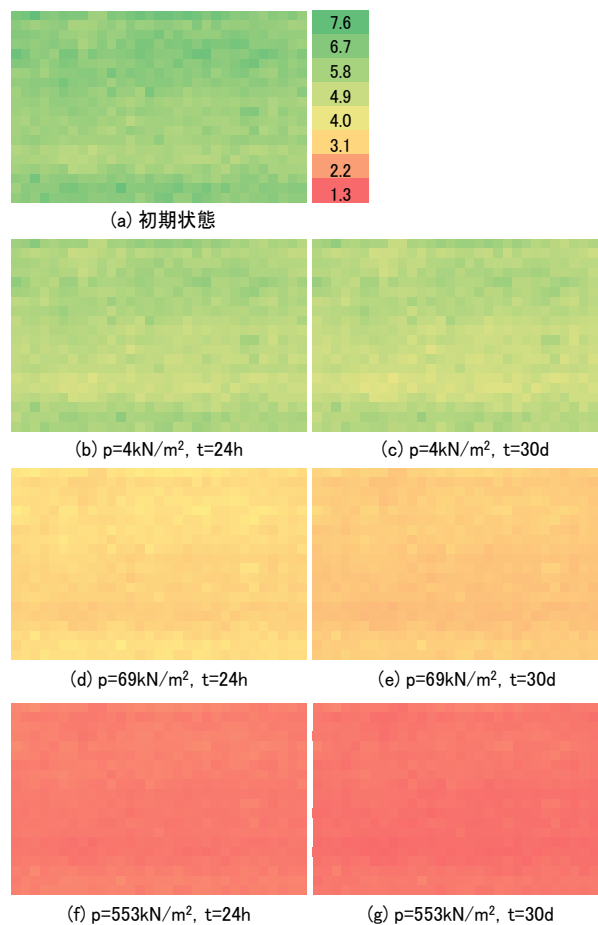 7.6
6.7
5.8
4.9
4.0
3.1
2.2
1.3
(a) 初期状態
(b) p=4kN/m², t=24h
(c) p=4kN/m², t=30d
(d) p=69kN/m², t=24h
(e) p=69kN/m², t=30d
(f) p=553kN/m², t=24h
(g) p=553kN/m², t=30d